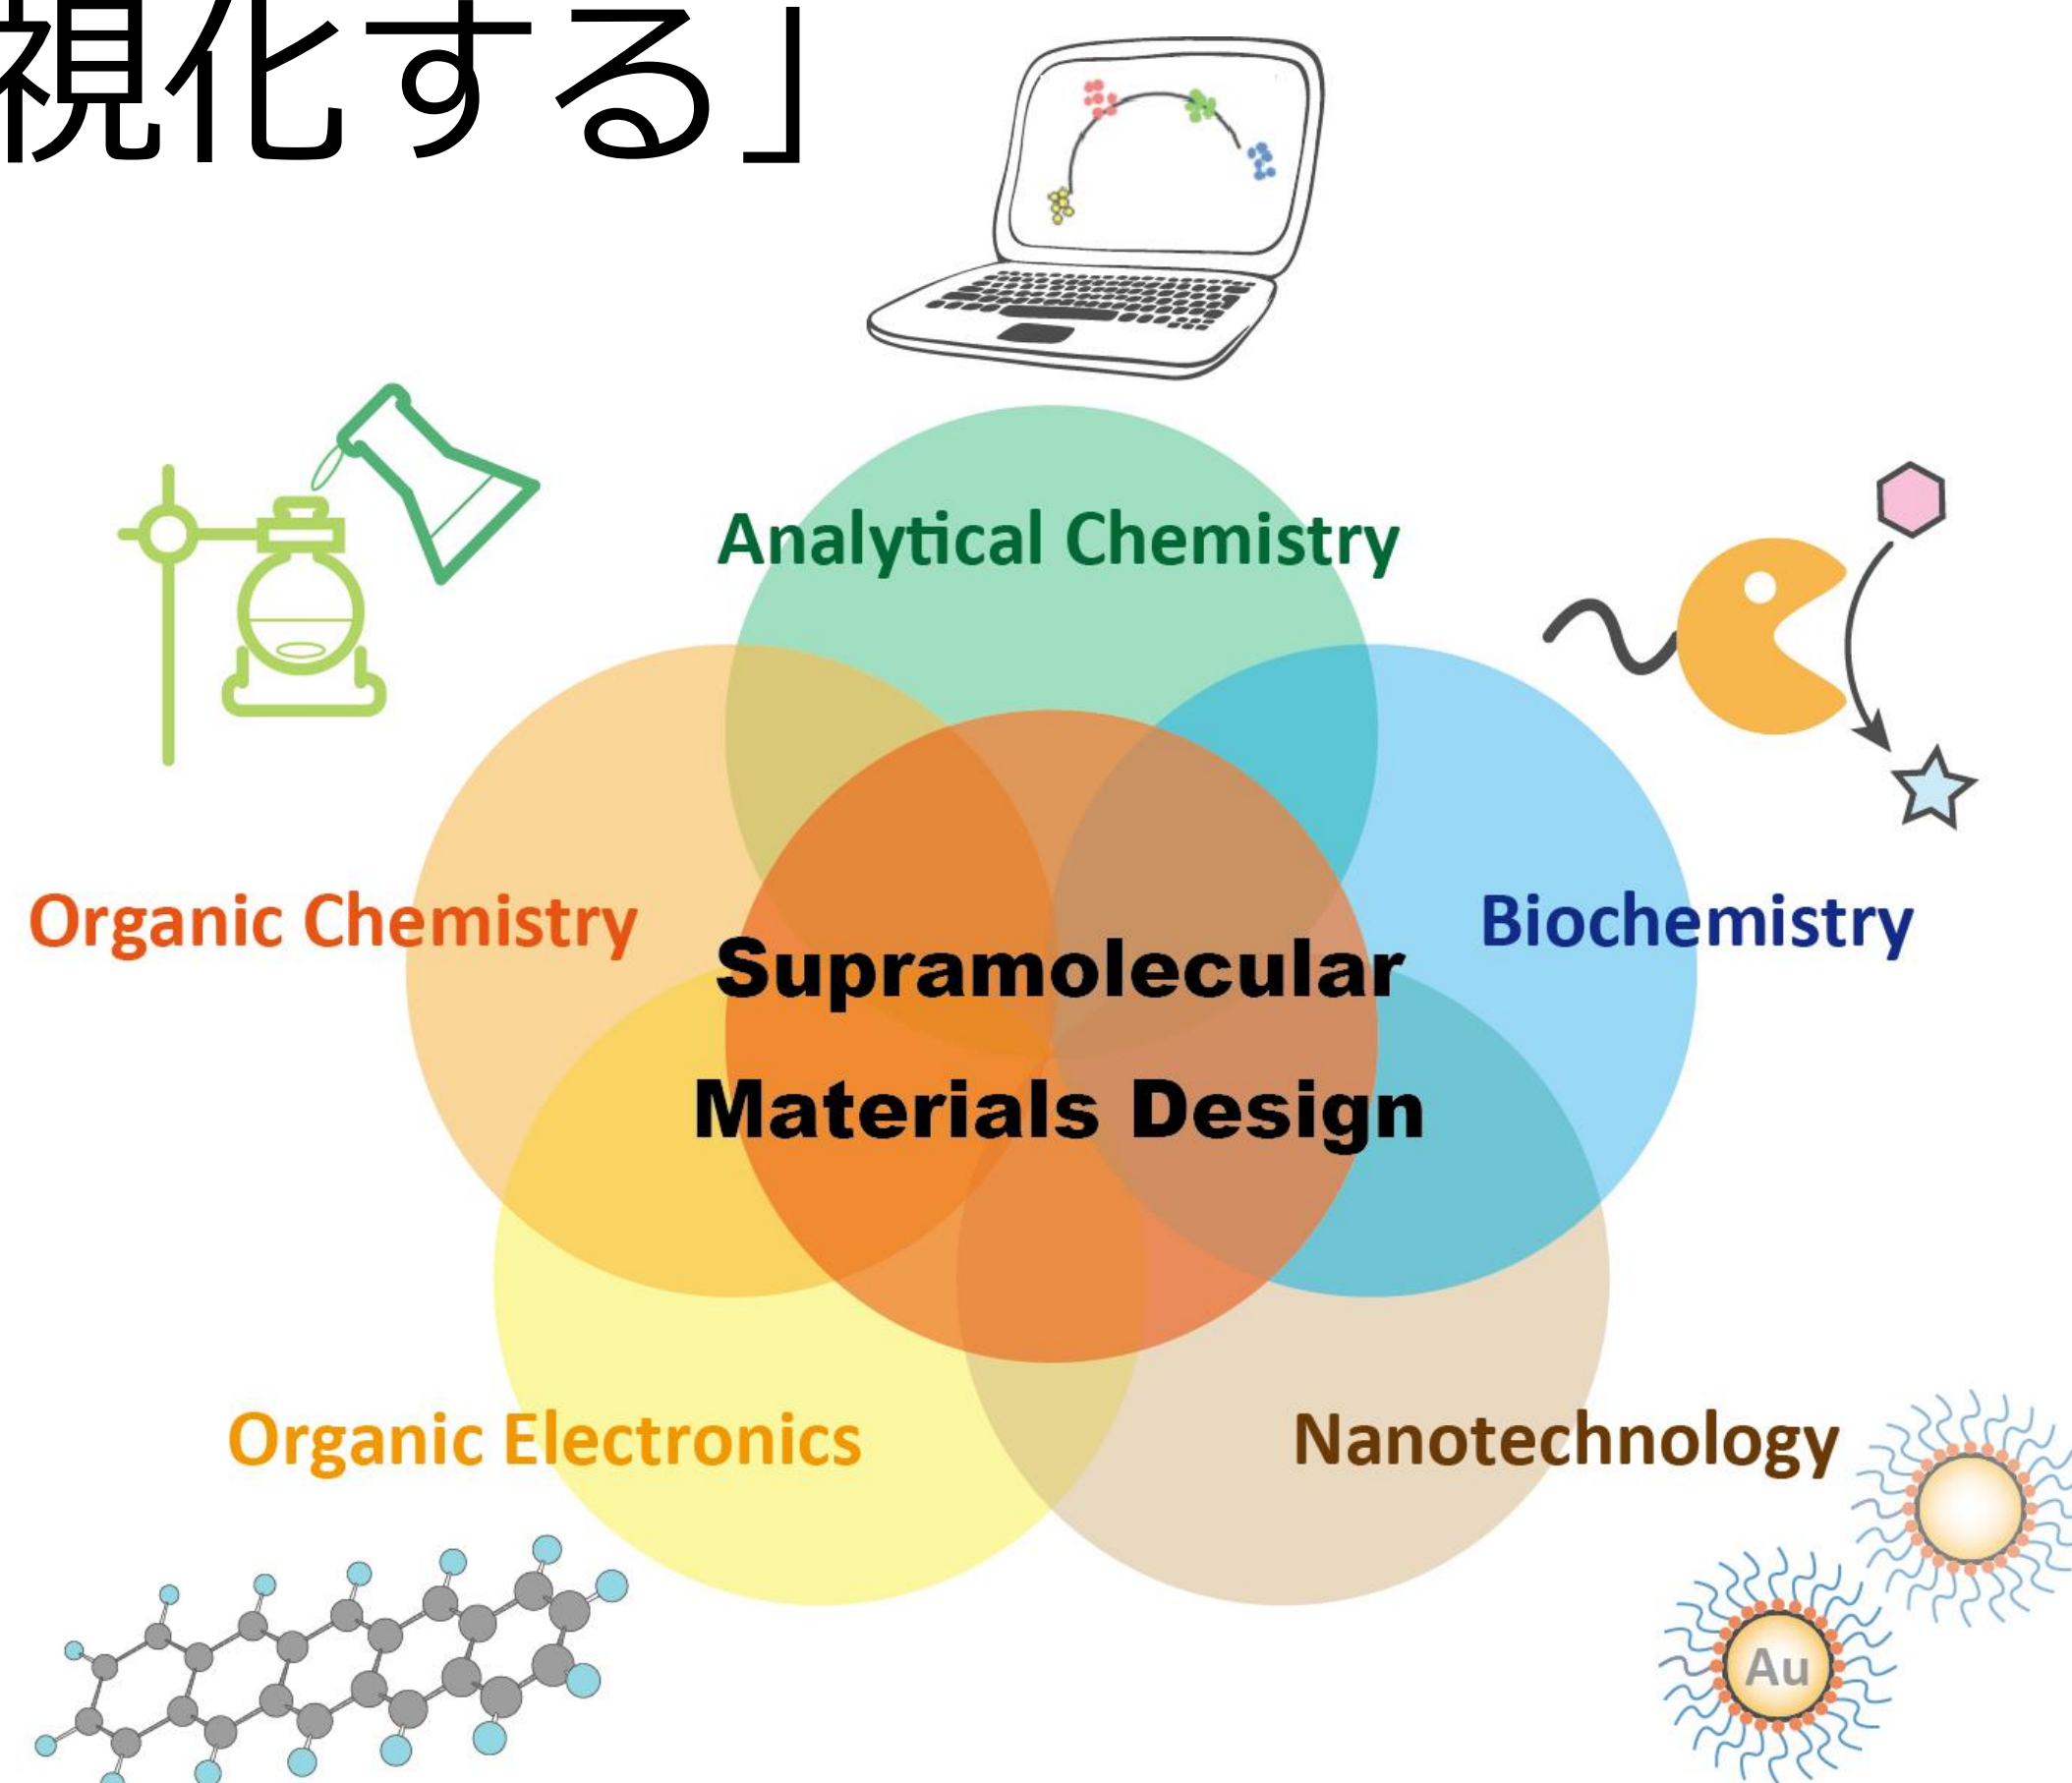 視化する」
Analytical Chemistry
Organic Chemistry
Biochemistry
Supramolecular
Materials Design
Organic Electronics
Nanotechnology
Au